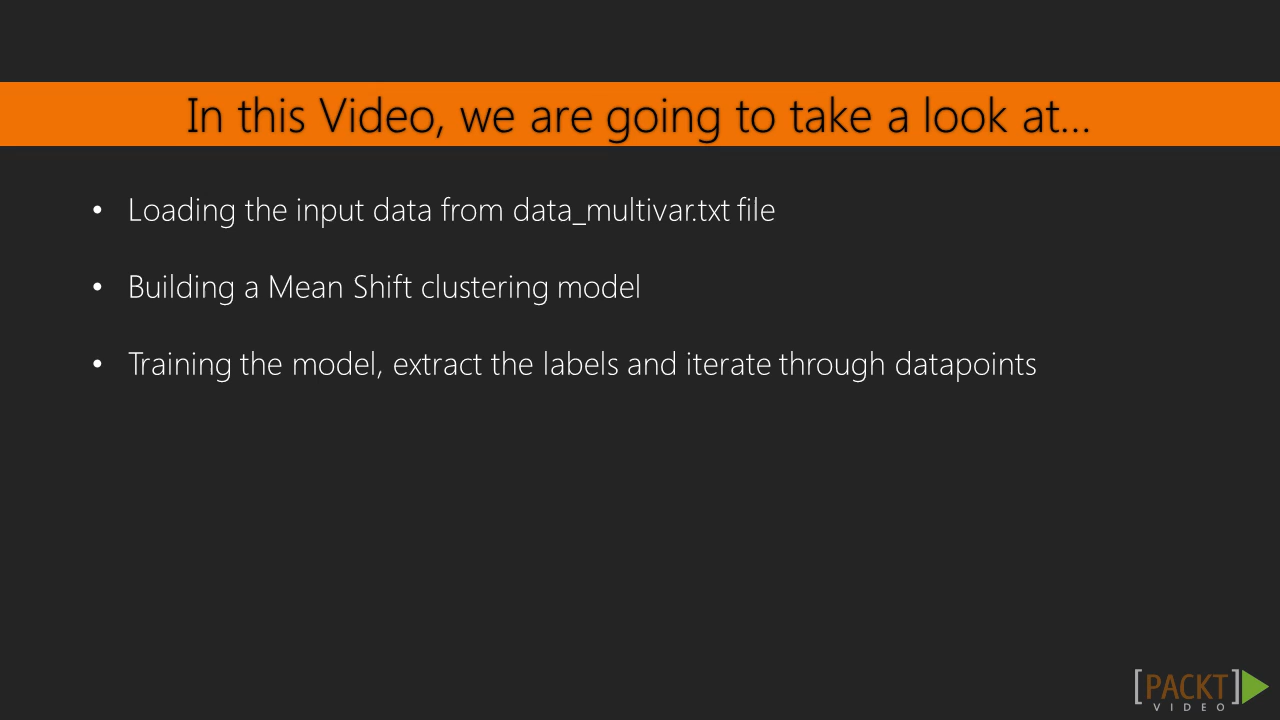 In this Video, we are going to take a look at...
• Loading the input data from data_multivar.txt file
• Building a Mean Shift clustering model
• Training the model, extract the labels and iterate through datapoints
[PACKT]
VIDEO